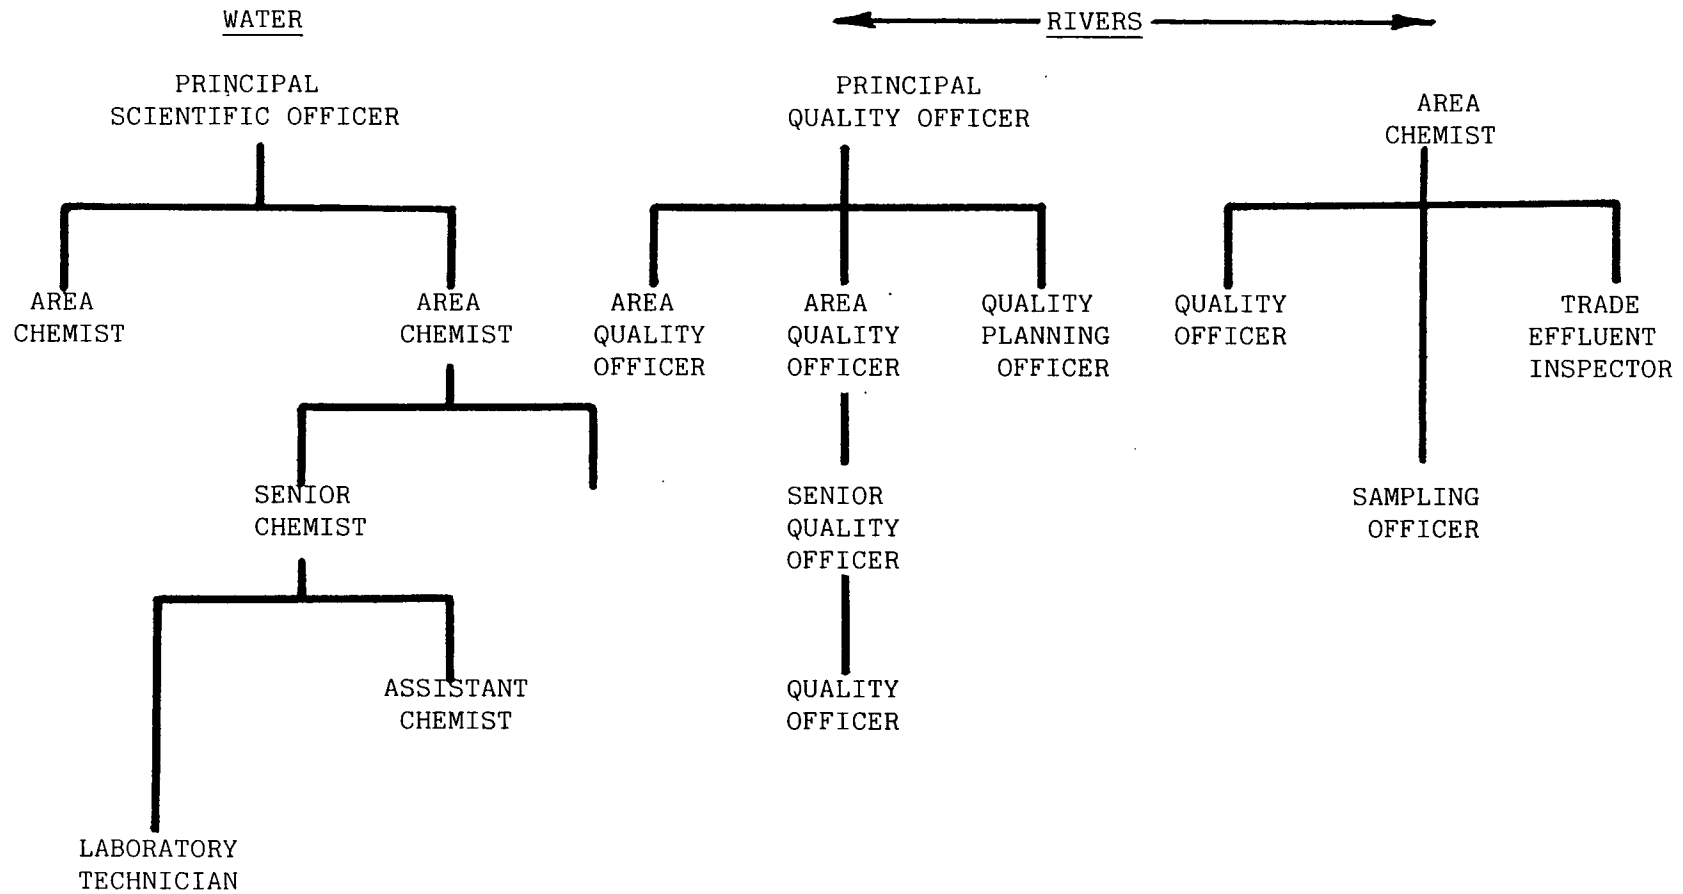 WATER
PRINCIPAL
SCIENTIFIC OFFICER
AREA
CHEMIST
AREA
CHEMIST
SENIOR
CHEMIST
ASSISTANT
CHEMIST
LABORATORY
TECHNICIAN
RIVERS
PRINCIPAL
QUALITY OFFICER
AREA
QUALITY
OFFICER
AREA
QUALITY
OFFICER
QUALITY
PLANNING
OFFICER
SENIOR
QUALITY
OFFICER
QUALITY
OFFICER
AREA
CHEMIST
QUALITY
OFFICER
TRADE
EFFLUENT
INSPECTOR
SAMPLING
OFFICER